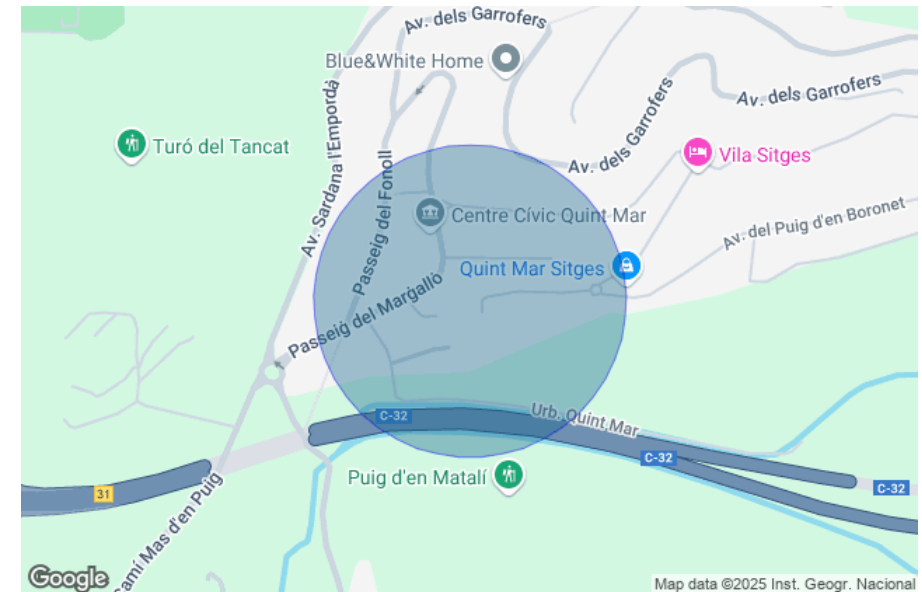 Av. dels Garrofers
Blue&White Home
Av. dels Garrofers
Turó del Tancat
Av. Sardana l'Empordà
Passeig del Fonoll
Av. dels Garrofers
Vila Sitges
Centre Cívic Quint Mar
Av. del Puig d'en Boronet
Quint Mar Sitges
Passeig del Margalló
C-32
Urb. Quint Mar
C-32
Puig d'en Matalí
C-32
31
Camí Mas d'en Puig
Google
Map data ©2025 Inst. Geogr. Nacional